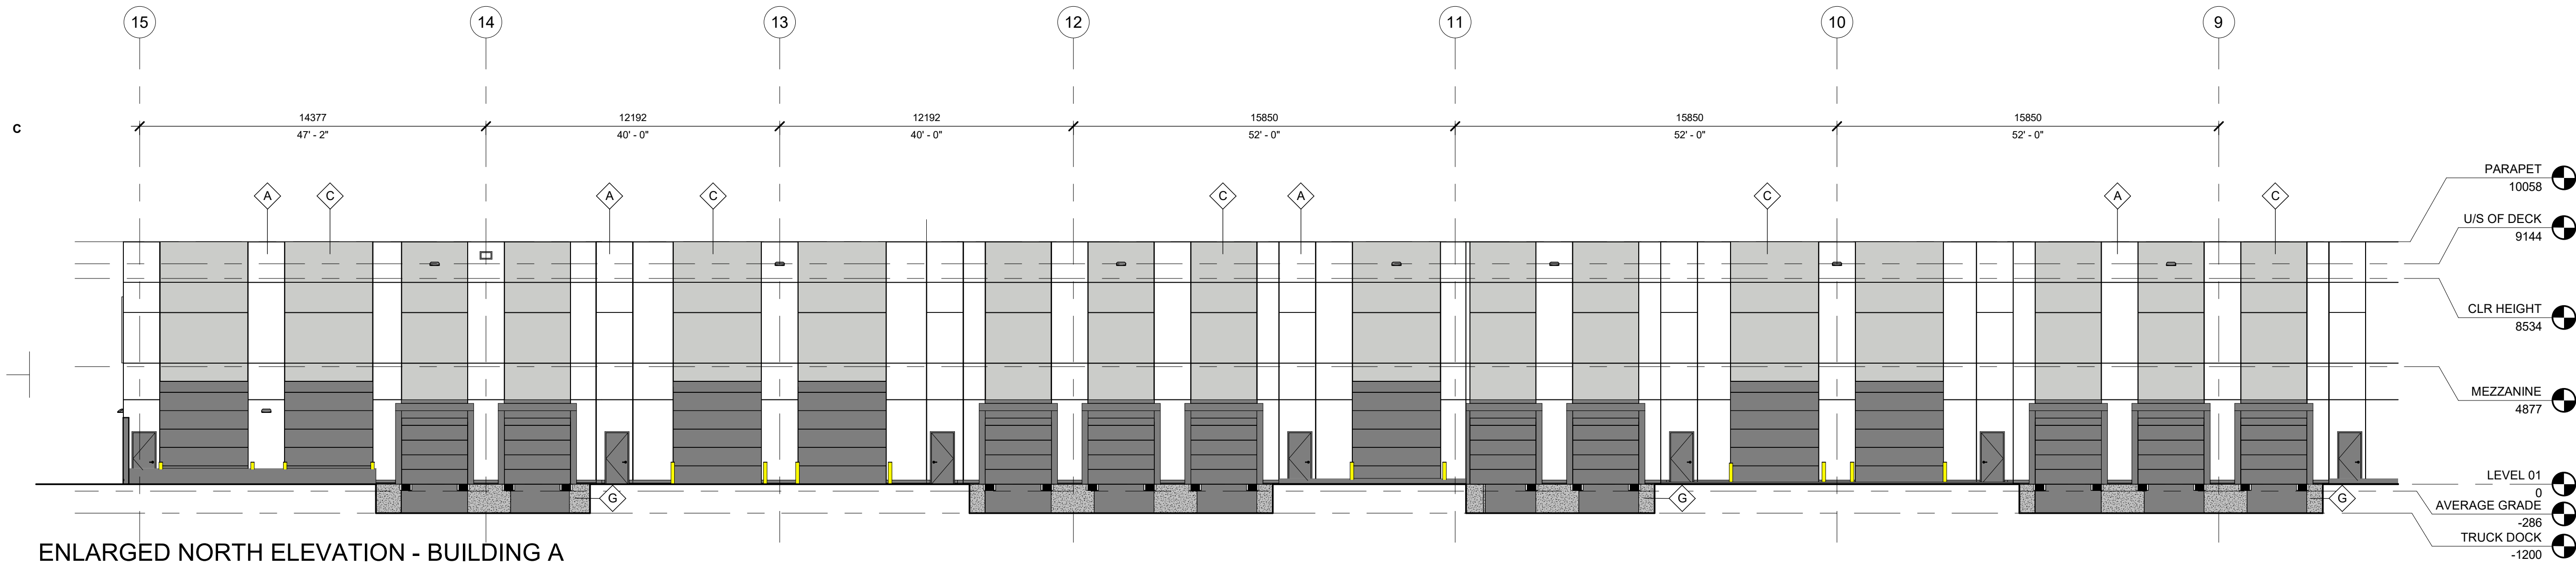 15 14 13 12 11 10 9
14377 12192 12192 15850 15850 15850
C
47' - 2" 40' - 0" 40' - 0" 52' - 0" 52' - 0" 52' - 0"
PARAPET
10058
A C A C C A C A C
U/S OF DECK
9144
CLR HEIGHT
8534
MEZZANINE
4877
LEVEL 01
0
G G G
AVERAGE GRADE
-286
TRUCK DOCK
-1200
ENLARGED NORTH ELEVATION - BUILDING A